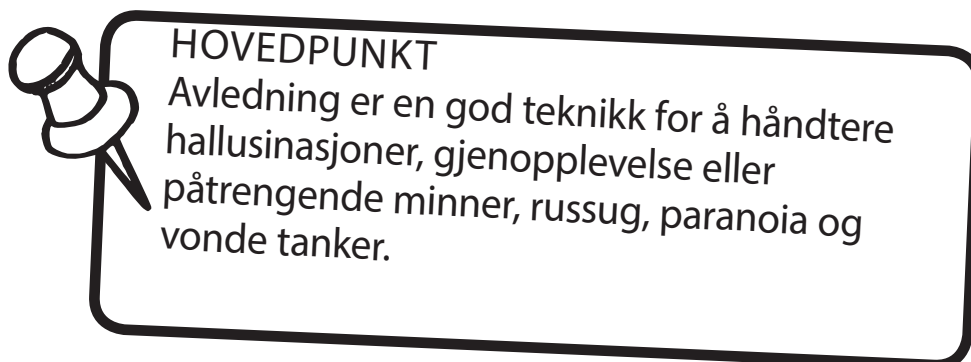 HOVEDPUNKT
Avledning er en god teknikk for å håndtere
hallusinasjoner, gjenopplevelse eller
påtrengende minner, russug, paranoia og
vonde tanker.